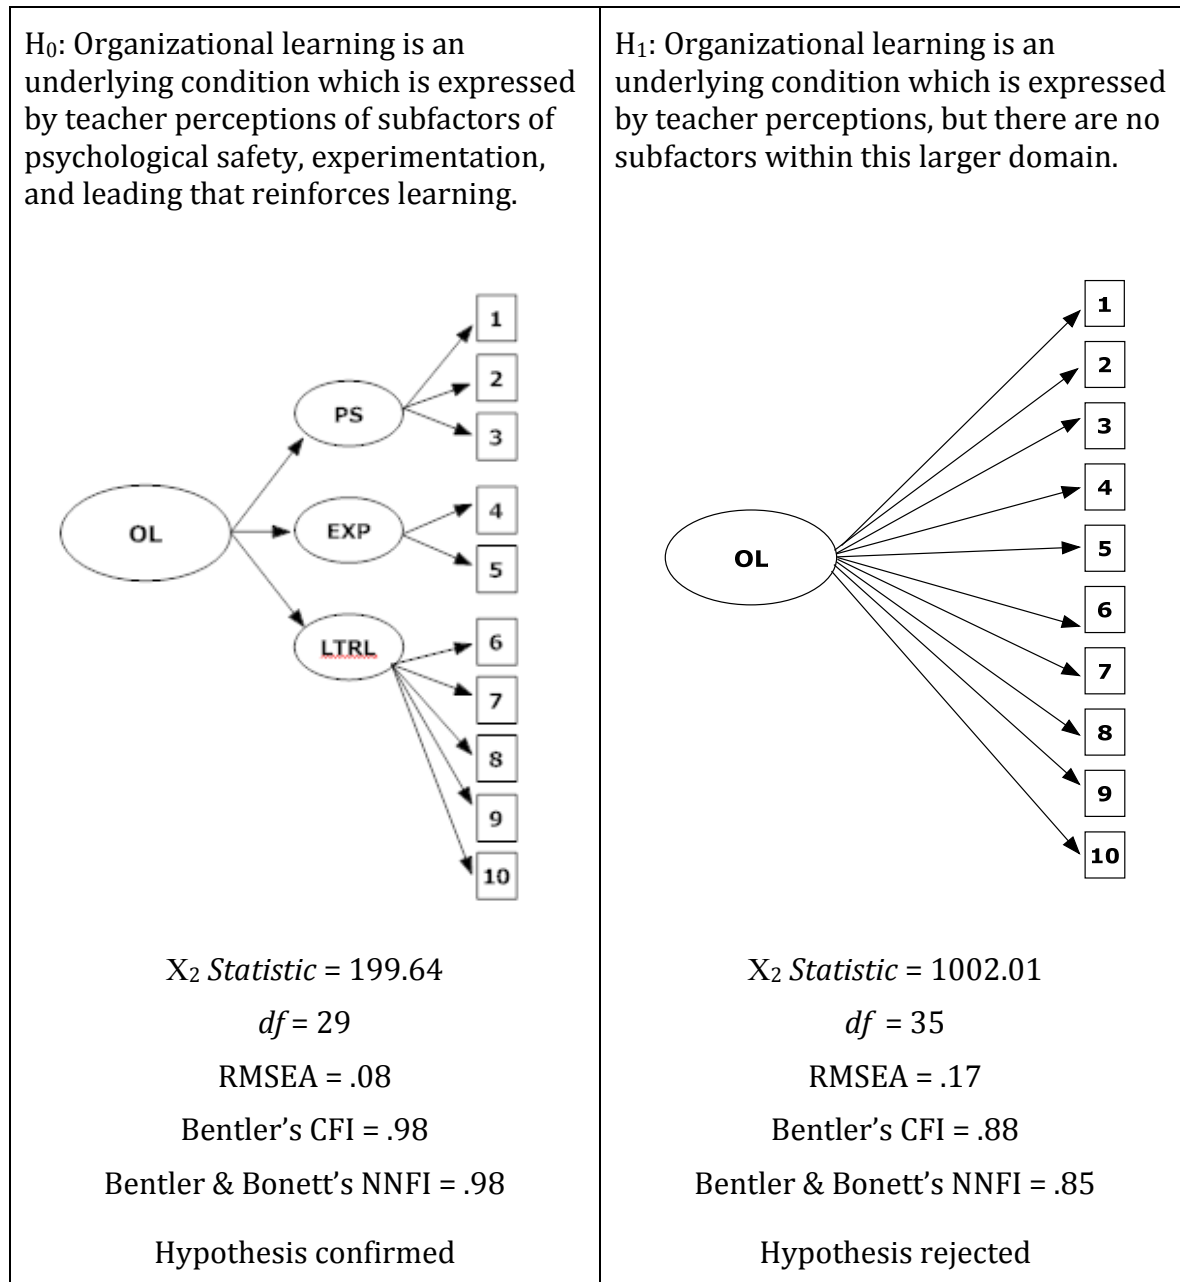 H₀: Organizational learning is an
underlying condition which is expressed
by teacher perceptions of subfactors of
psychological safety, experimentation,
and leading that reinforces learning.
1
2
PS
3
4
OL
EXP
5
6
LTRL
7
8
9
10
X₂ Statistic = 199.64
df = 29
RMSEA = .08
Bentler’s CFI = .98
Bentler & Bonett’s NNFI = .98
Hypothesis confirmed
H₁: Organizational learning is an
underlying condition which is expressed
by teacher perceptions, but there are no
subfactors within this larger domain.
1
2
3
4
5
OL
6
7
8
9
10
X₂ Statistic = 1002.01
df = 35
RMSEA = .17
Bentler’s CFI = .88
Bentler & Bonett’s NNFI = .85
Hypothesis rejected